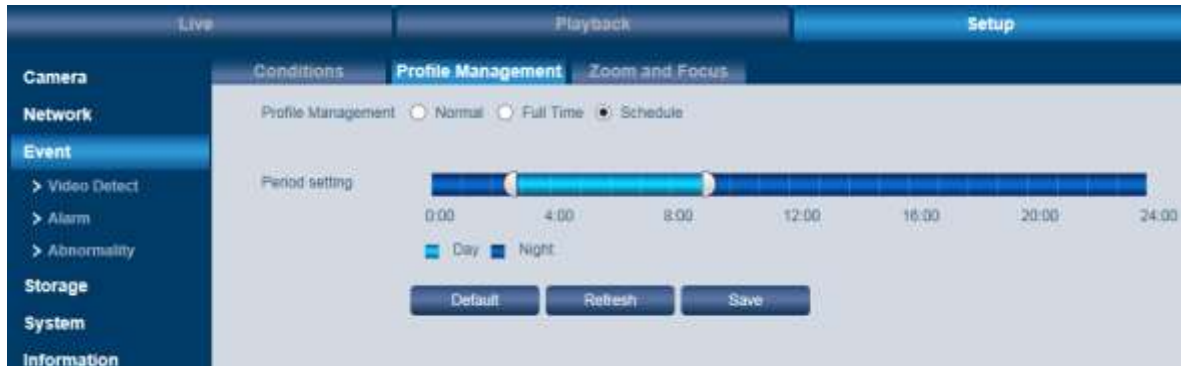 Live Playback Setup
Camera
Network
Event
> Video Detect
> Alarm
> Abnormality
Storage
System
Information
Conditions Profile Management Zoom and Focus
Profile Management Normal Full Time Schedule
Period setting
0:00 4:00 8:00 12:00 16:00 20:00 24:00
Day Night
Default Refresh Save